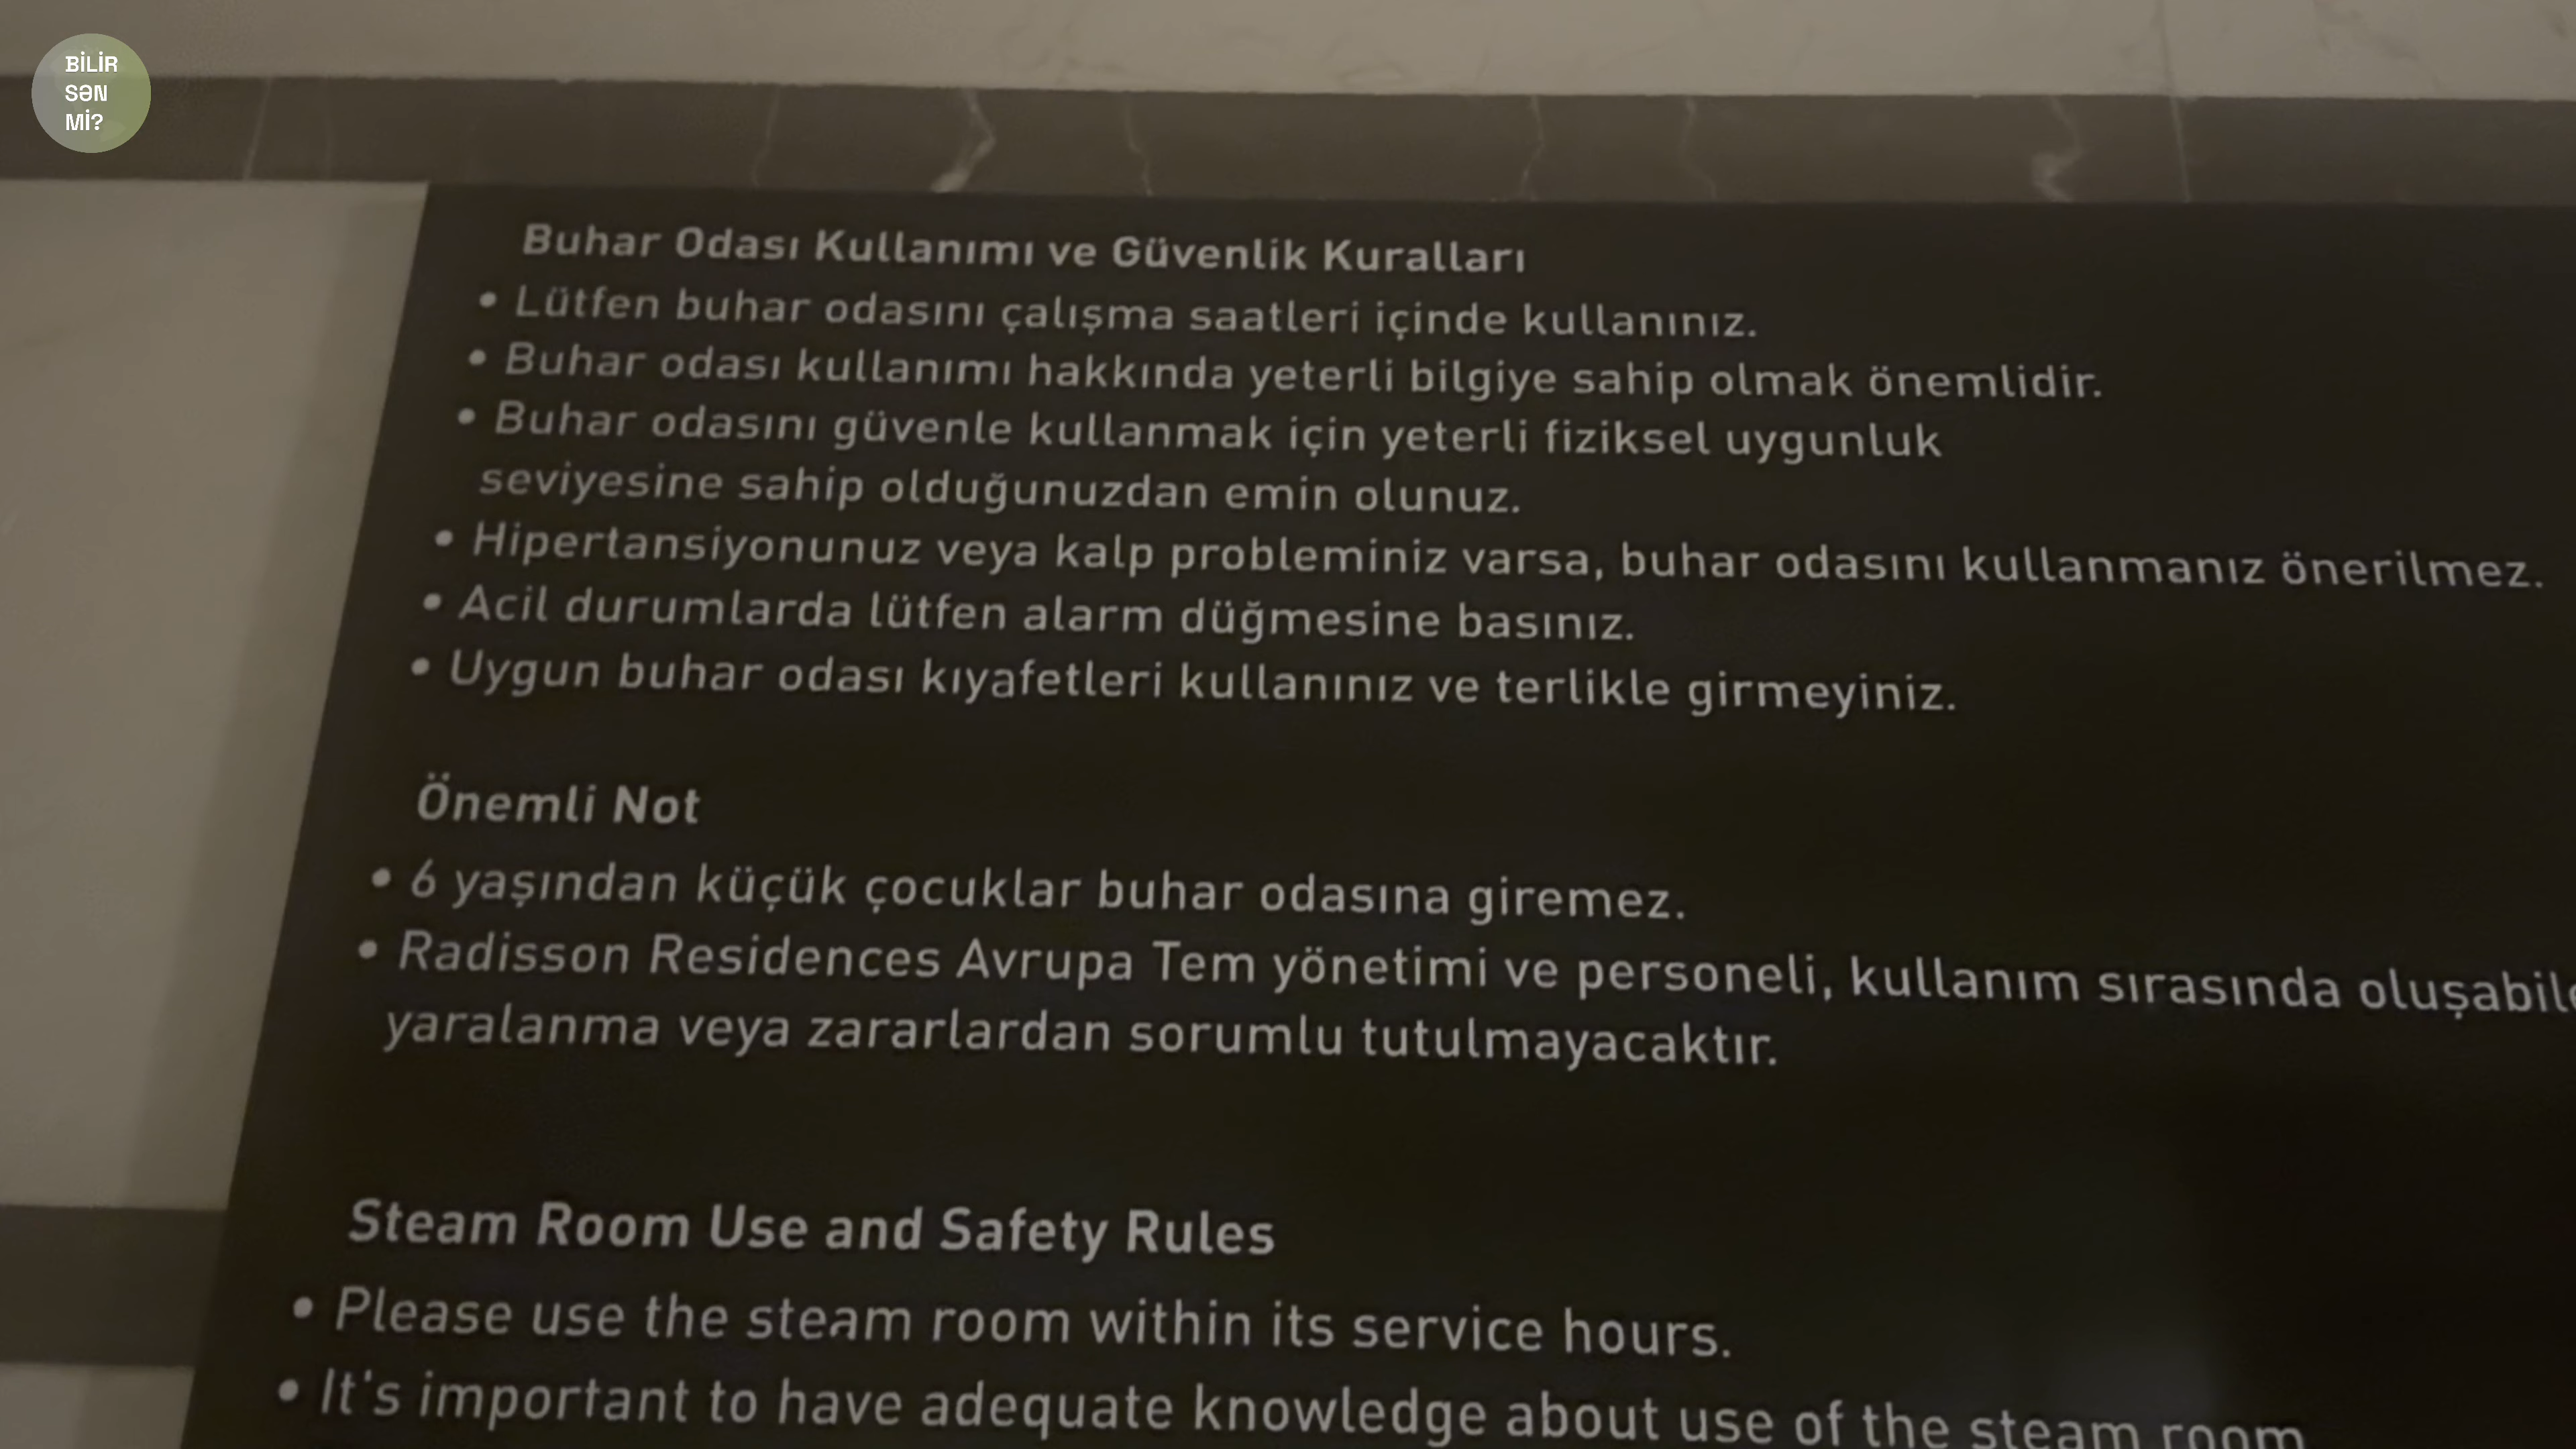 BİLİR
SƏN
Mİ?
Buhar Odası Kullanımı ve Güvenlik Kuralları
• Lütfen buhar odasını çalışma saatleri içinde kullanınız.
• Buhar odası kullanımı hakkında yeterli bilgiye sahip olmak önemlidir.
• Buhar odasını güvenle kullanmak için yeterli fiziksel uygunluk
seviyesine sahip olduğunuzdan emin olunuz.
• Hipertansiyonunuz veya kalp probleminiz varsa, buhar odasını kullanmanız önerilmez.
• Acil durumlarda lütfen alarm düğmesine basınız.
• Uygun buhar odası kıyafetleri kullanınız ve terlikle girmeyiniz.
Önemli Not
• 6 yaşından küçük çocuklar buhar odasına giremez.
• Radisson Residences Avrupa Tem yönetimi ve personeli, kullanım sırasında
yaralanma veya zararlardan sorumlu tutulmayacaktır.
Steam Room Use and Safety Rules
• Please use the steam room within its service hours.
• It's important to have adequate knowledge about use of the steam room